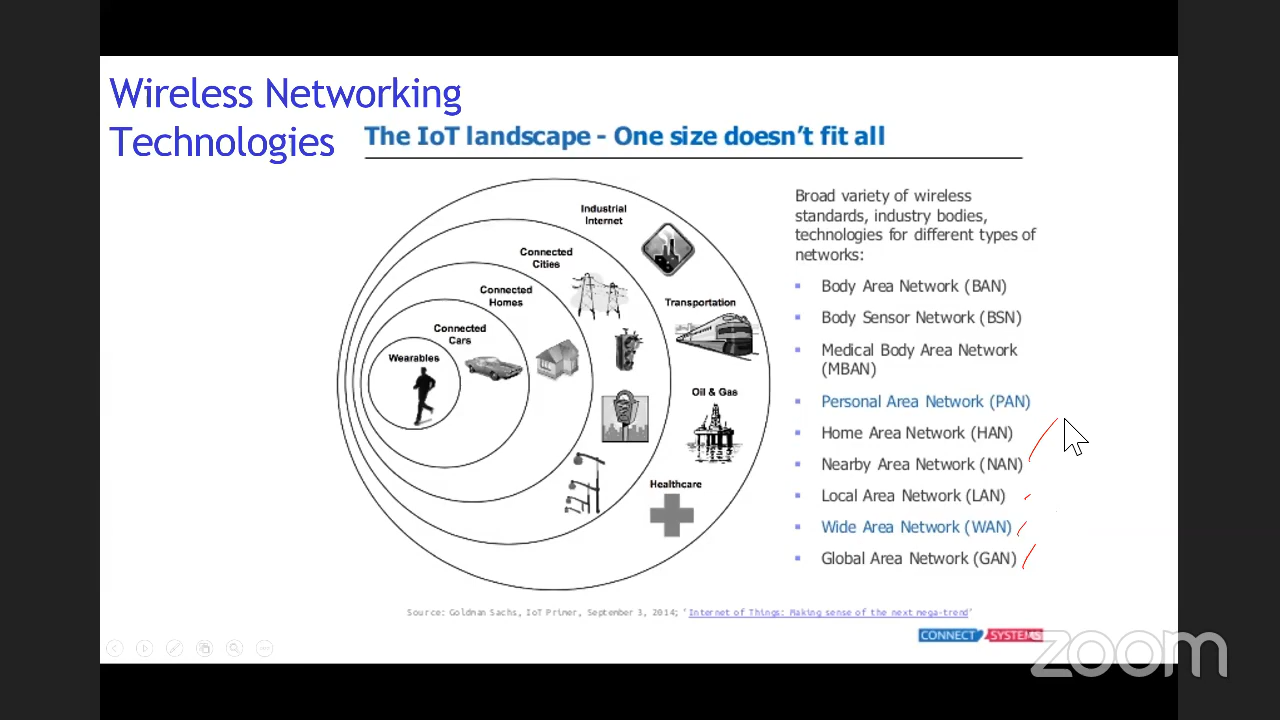 Wireless Networking
Technologies
The IoT landscape - One size doesn't fit all
Industrial
Internet
Connected
Cities
Connected
Homes
Transportation
Connected
Cars
Wearables
Oil & Gas
Healthcare
Broad variety of wireless
standards, industry bodies,
technologies for different types of
networks:
Body Area Network (BAN)
Body Sensor Network (BSN)
Medical Body Area Network
(MBAN)
Personal Area Network (PAN)
Home Area Network (HAN)
Nearby Area Network (NAN)
Local Area Network (LAN)
Wide Area Network (WAN)
Global Area Network (GAN)
Source: Goldman Sachs, IoT Primer, September 3, 2014; 'Internet of Things: Making sense of the next mega-trend'
CONNECT 2 SYSTEMS
zoom